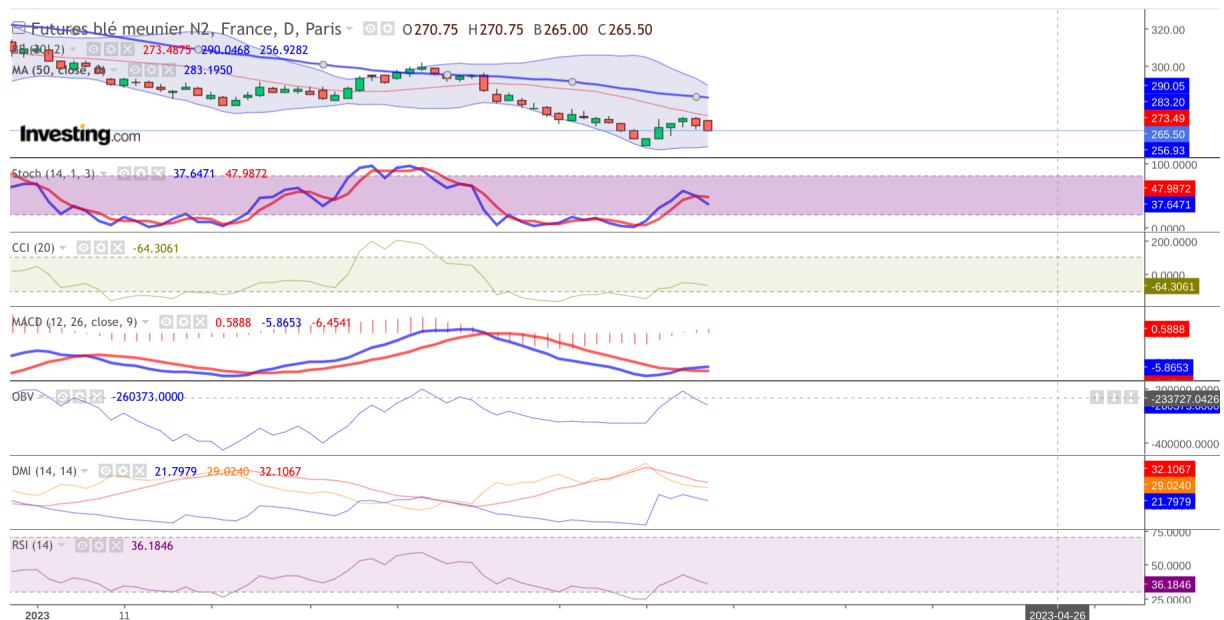 Futures blé meunier N2, France, D, Paris O270.75 H270.75 B265.00 C265.50
273.4875 290.0468 256.9282
MA (50, close, 0) 283.1950
Investing.com
320.00
300.00
290.05
283.20
273.49
265.50
256.93
Stoch (14, 1, 3) 37.6471 47.9872
100.0000
47.9872
37.6471
0.0000
CCI (20) -64.3061
200.0000
0.0000
-64.3061
MACD (12, 26, close, 9) 0.5888 -5.8653 -6.4541
0.5888
-5.8653
OBV -260373.0000
-200000.0000
-233727.0426
-260373.0000
-400000.0000
DMI (14, 14) 21.7979 29.0240 32.1067
32.1067
29.0240
21.7979
RSI (14) 36.1846
75.0000
50.0000
36.1846
25.0000
2023 11 2023-04-26